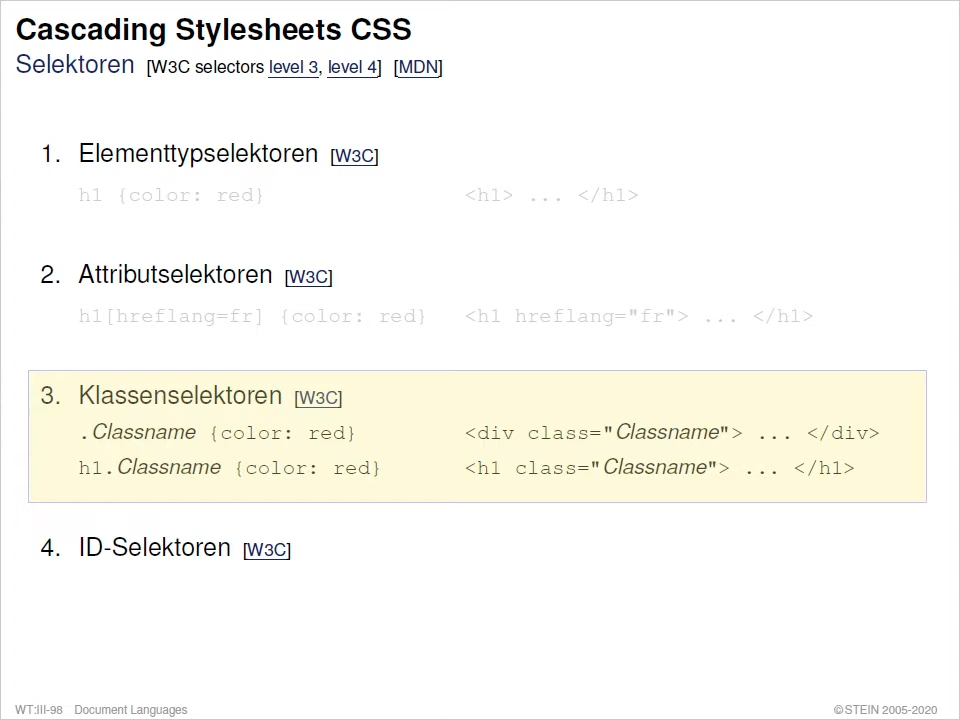 Cascading Stylesheets CSS
Selektoren [W3C selectors level 3, level 4] [MDN]
1. Elementtypselektoren [W3C]
h1 {color: red} <h1> ... </h1>
2. Attributselektoren [W3C]
h1[hreflang=fr] {color: red} <h1 hreflang="fr"> ... </h1>
3. Klassenselektoren [W3C]
.Classname {color: red} <div class="Classname"> ... </div>
h1.Classname {color: red} <h1 class="Classname"> ... </h1>
4. ID-Selektoren [W3C]
WT:III-98 Document Languages ©STEIN 2005-2020